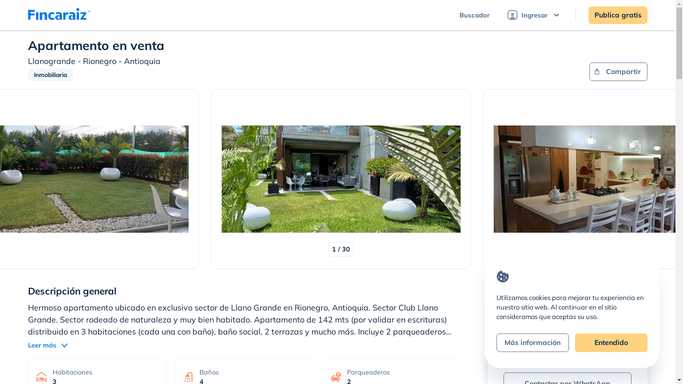 Fincaraiz
Buscador
Ingresar
Publica gratis
Apartamento en venta
Llanogrande - Rionegro - Antioquia
Inmobiliaria
Compartir
1 / 30
Descripción general
Hermoso apartamento ubicado en exclusivo sector de Llano Grande en Rionegro, Antioquia. Sector Club Llano
Grande. Sector rodeado de naturaleza y muy bien habitado. Apartamento de 142 mts (por validar en escrituras)
distribuido en 3 habitaciones (cada una con baño), baño social, 2 terrazas y mucho más. Incluye 2 parqueaderos...
Leer más
Habitaciones
3
Baños
4
Parqueaderos
2
Utilizamos cookies para mejorar tu experiencia en
nuestro sitio web. Al continuar en el sitio
consideramos que aceptas su uso.
Más información
Entendido
Contactar por WhatsApp